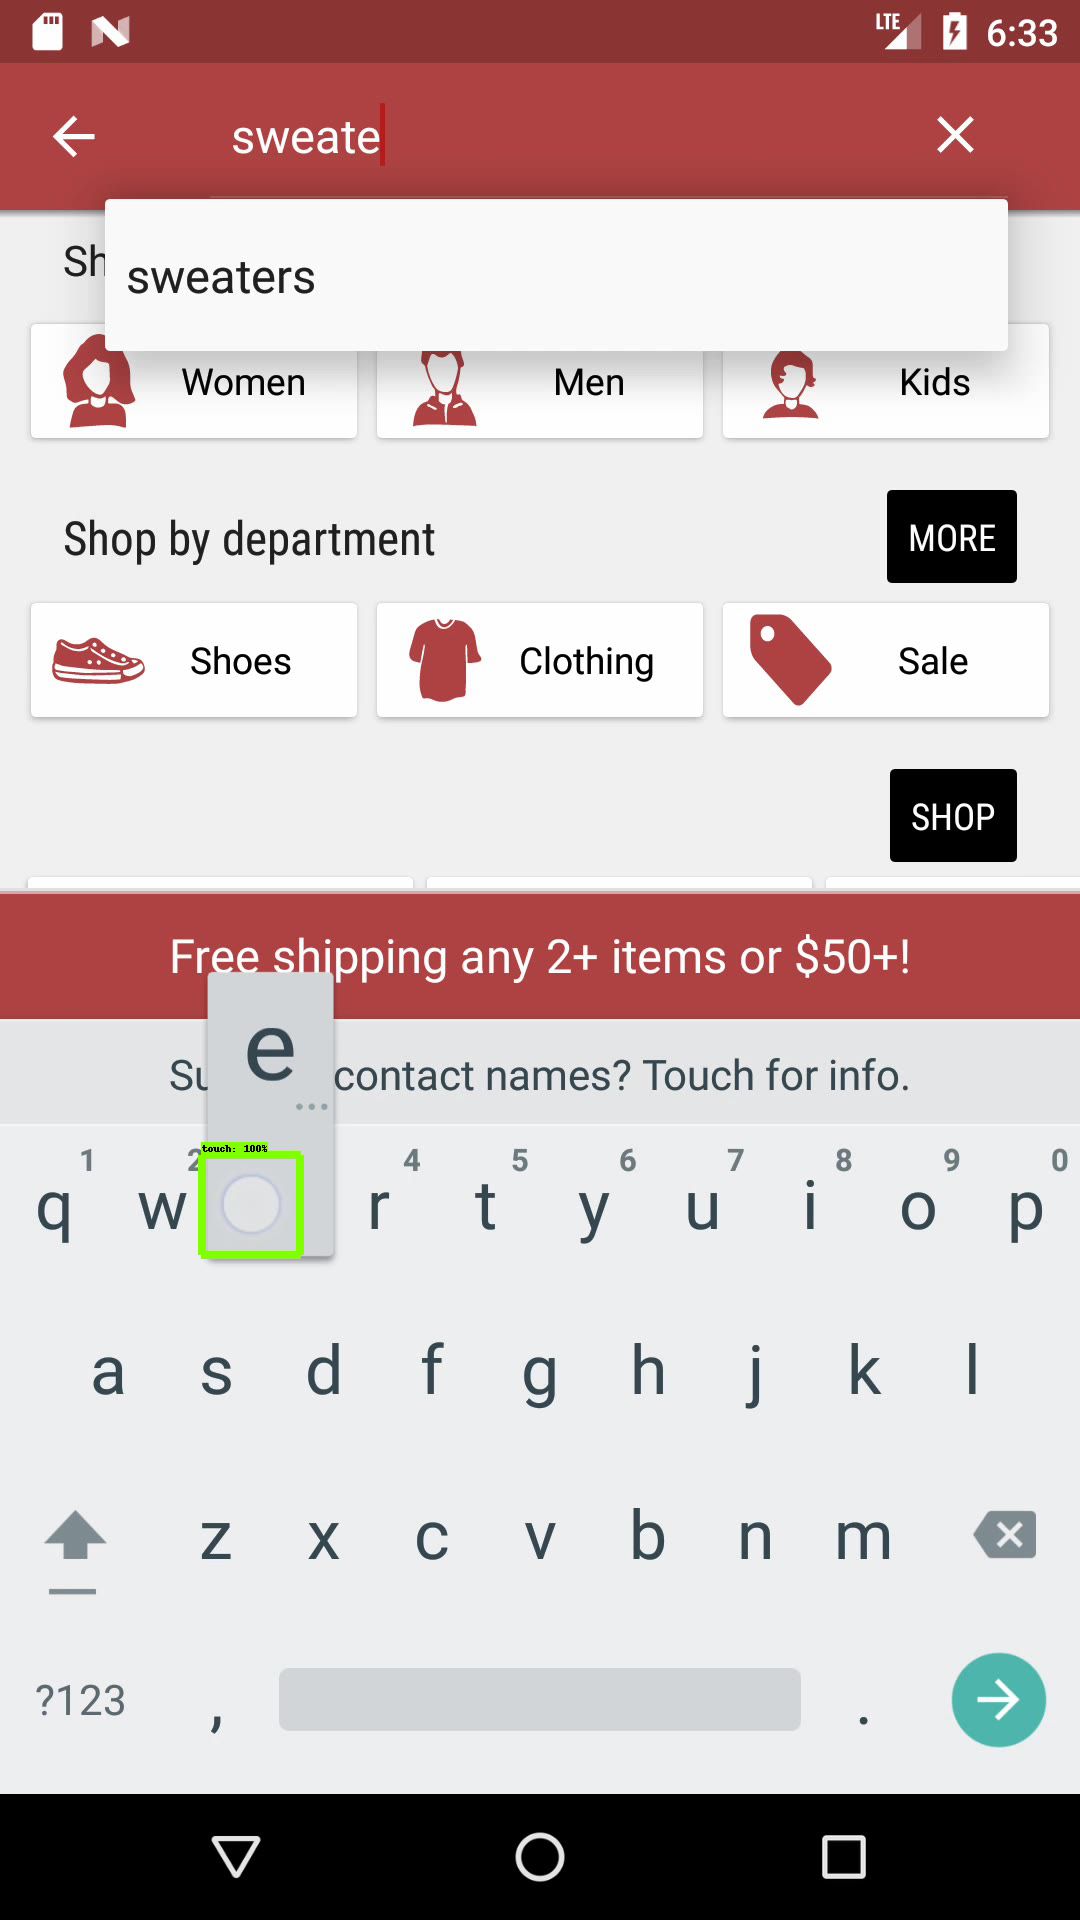 LTE 6:33
sweate
Sh
sweaters
Women Men Kids
Shop by department MORE
Shoes Clothing Sale
SHOP
Free shipping any 2+ items or $50+!
e
Su contact names? Touch for info.
touch: 100%
1 2 4 5 6 7 8 9 0
q w r t y u i o p
a s d f g h j k l
z x c v b n m
?123 , .